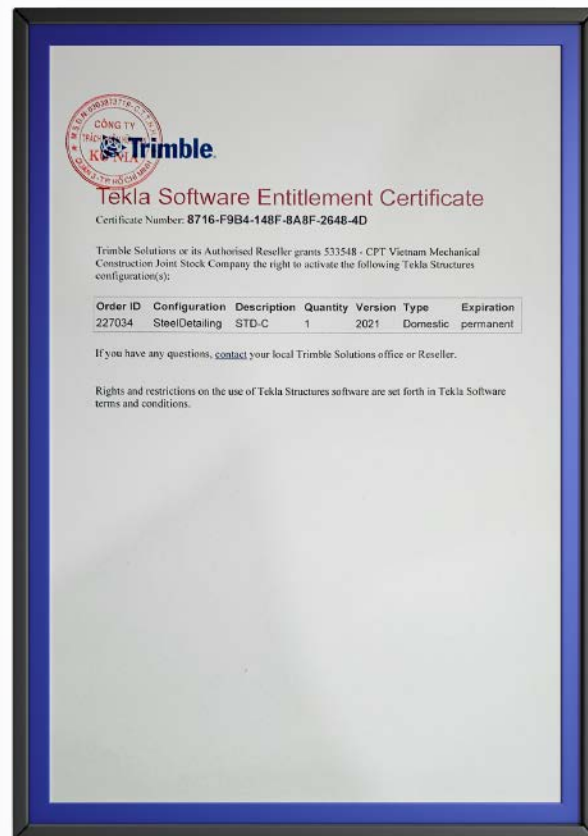 CÔNG TY
Trimble.
Tekla Software Entitlement Certificate
Certificate Number: 8716-F9B4-148F-8A8F-2648-4D
Trimble Solutions or its Authorised Reseller grants 533548 - CPT Vietnam Mechanical
Construction Joint Stock Company the right to activate the following Tekla Structures
configuration(s):
Order ID Configuration Description Quantity Version Type Expiration
227034 SteelDetailing STD-C 1 2021 Domestic permanent
If you have any questions, contact your local Trimble Solutions office or Reseller.
Rights and restrictions on the use of Tekla Structures software are set forth in Tekla Software
terms and conditions.